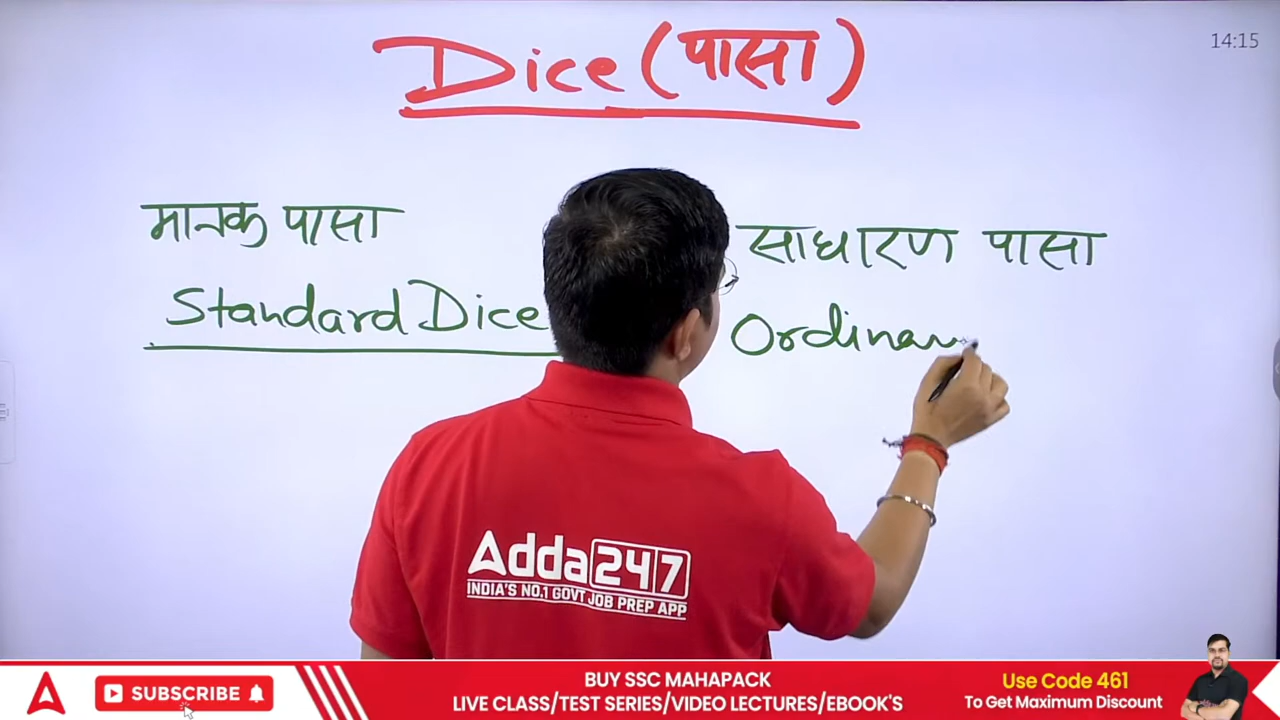 Dice (पासा)
14:15
मानक पासा
साधारण पासा
Standard Dice
Ordinar
Adda247
INDIA'S NO.1 GOVT JOB PREP APP
SUBSCRIBE
BUY SSC MAHAPACK
LIVE CLASS/TEST SERIES/VIDEO LECTURES/EBOOK'S
Use Code 461
To Get Maximum Discount